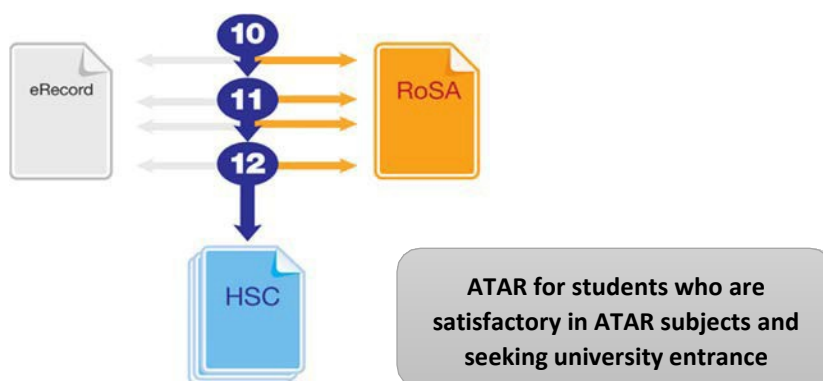 10
eRecord
RoSA
11
12
HSC
ATAR for students who are
satisfactory in ATAR subjects and
seeking university entrance